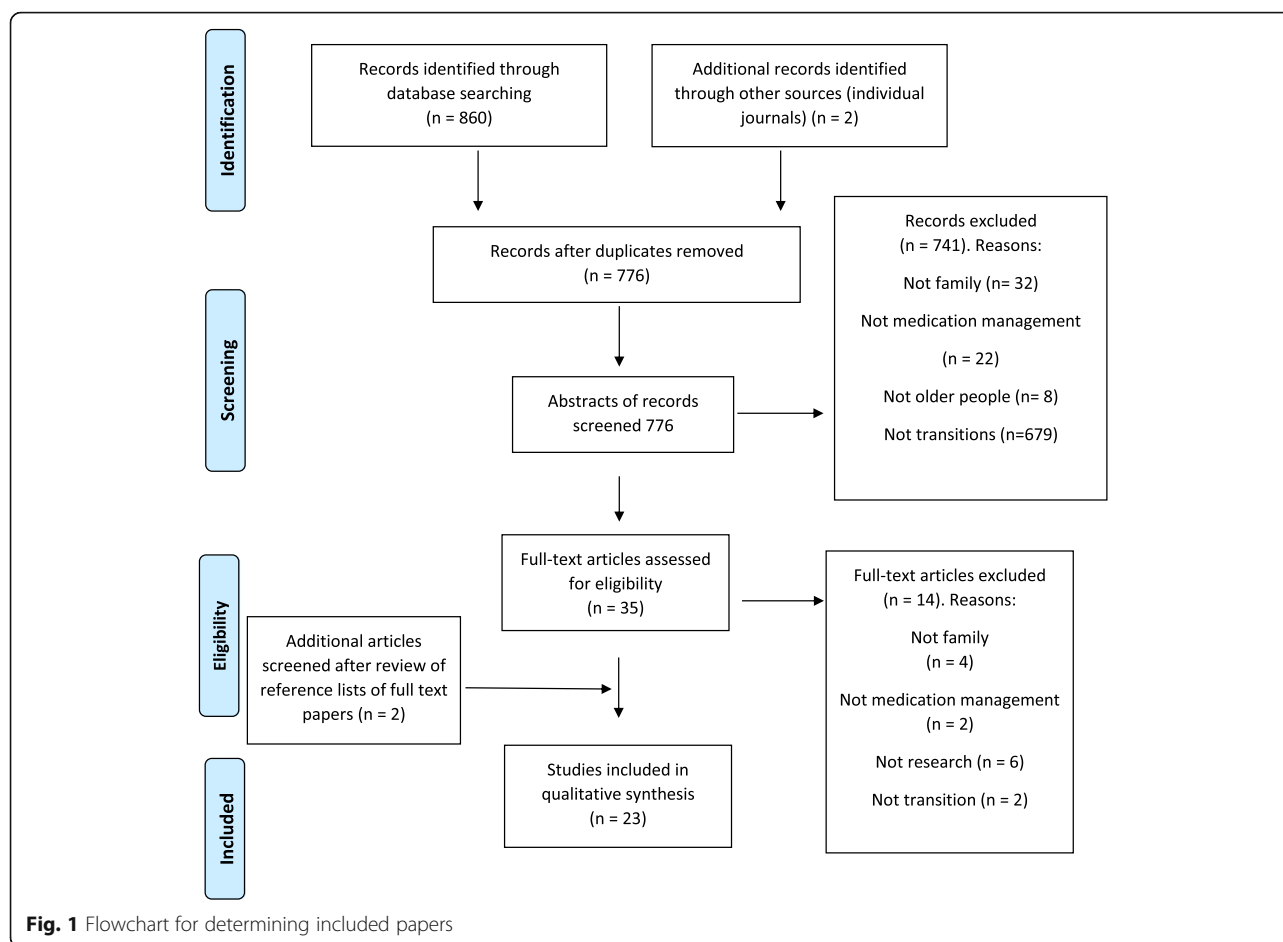 Identification
Records identified through
database searching
(n = 860)
Additional records identified
through other sources (individual
journals) (n = 2)
Records after duplicates removed
(n = 776)
Records excluded
(n = 741). Reasons:
Not family (n= 32)
Not medication management
(n = 22)
Not older people (n= 8)
Not transitions (n=679)
Screening
Abstracts of records
screened 776
Full-text articles assessed
for eligibility
(n = 35)
Full-text articles excluded
(n = 14). Reasons:
Not family
(n = 4)
Not medication management
(n = 2)
Not research (n = 6)
Not transition (n = 2)
Eligibility
Additional articles
screened after review of
reference lists of full text
papers (n = 2)
Included
Studies included in
qualitative synthesis
(n = 23)
Fig. 1 Flowchart for determining included papers